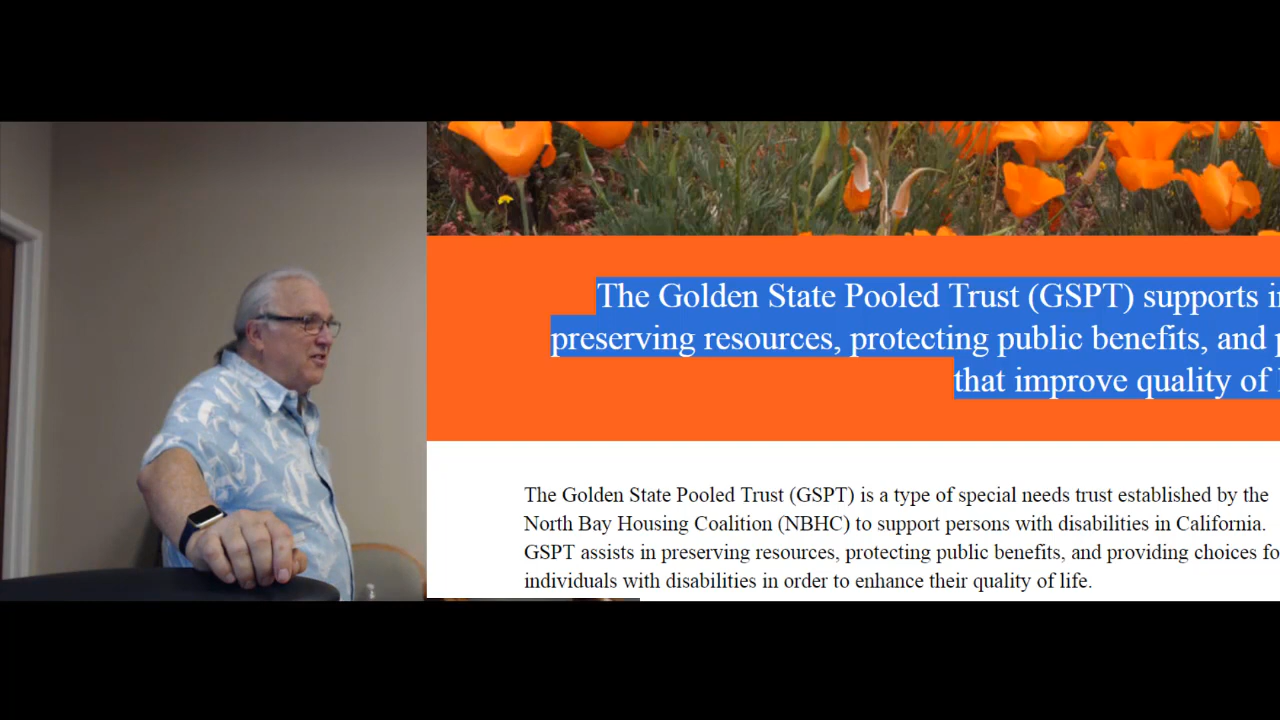 The Golden State Pooled Trust (GSPT) supports
preserving resources, protecting public benefits, and
that improve quality of
The Golden State Pooled Trust (GSPT) is a type of special needs trust established by the
North Bay Housing Coalition (NBHC) to support persons with disabilities in California.
GSPT assists in preserving resources, protecting public benefits, and providing choices
individuals with disabilities in order to enhance their quality of life.